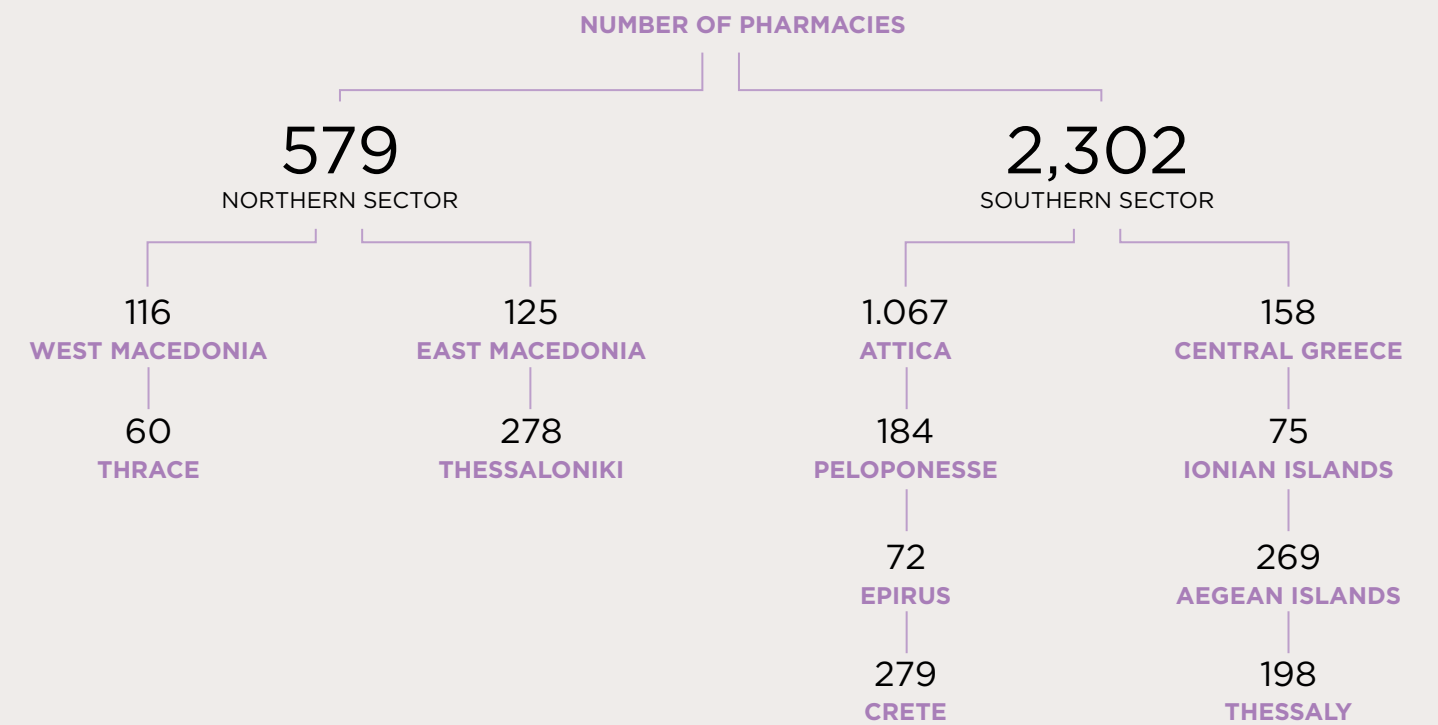 NUMBER OF PHARMACIES
579
NORTHERN SECTOR
2,302
SOUTHERN SECTOR
116
WEST MACEDONIA
125
EAST MACEDONIA
1.067
ATTICA
158
CENTRAL GREECE
60
THRACE
278
THESSALONIKI
184
PELOPONESSE
75
IONIAN ISLANDS
72
EPIRUS
269
AEGEAN ISLANDS
279
CRETE
198
THESSALY